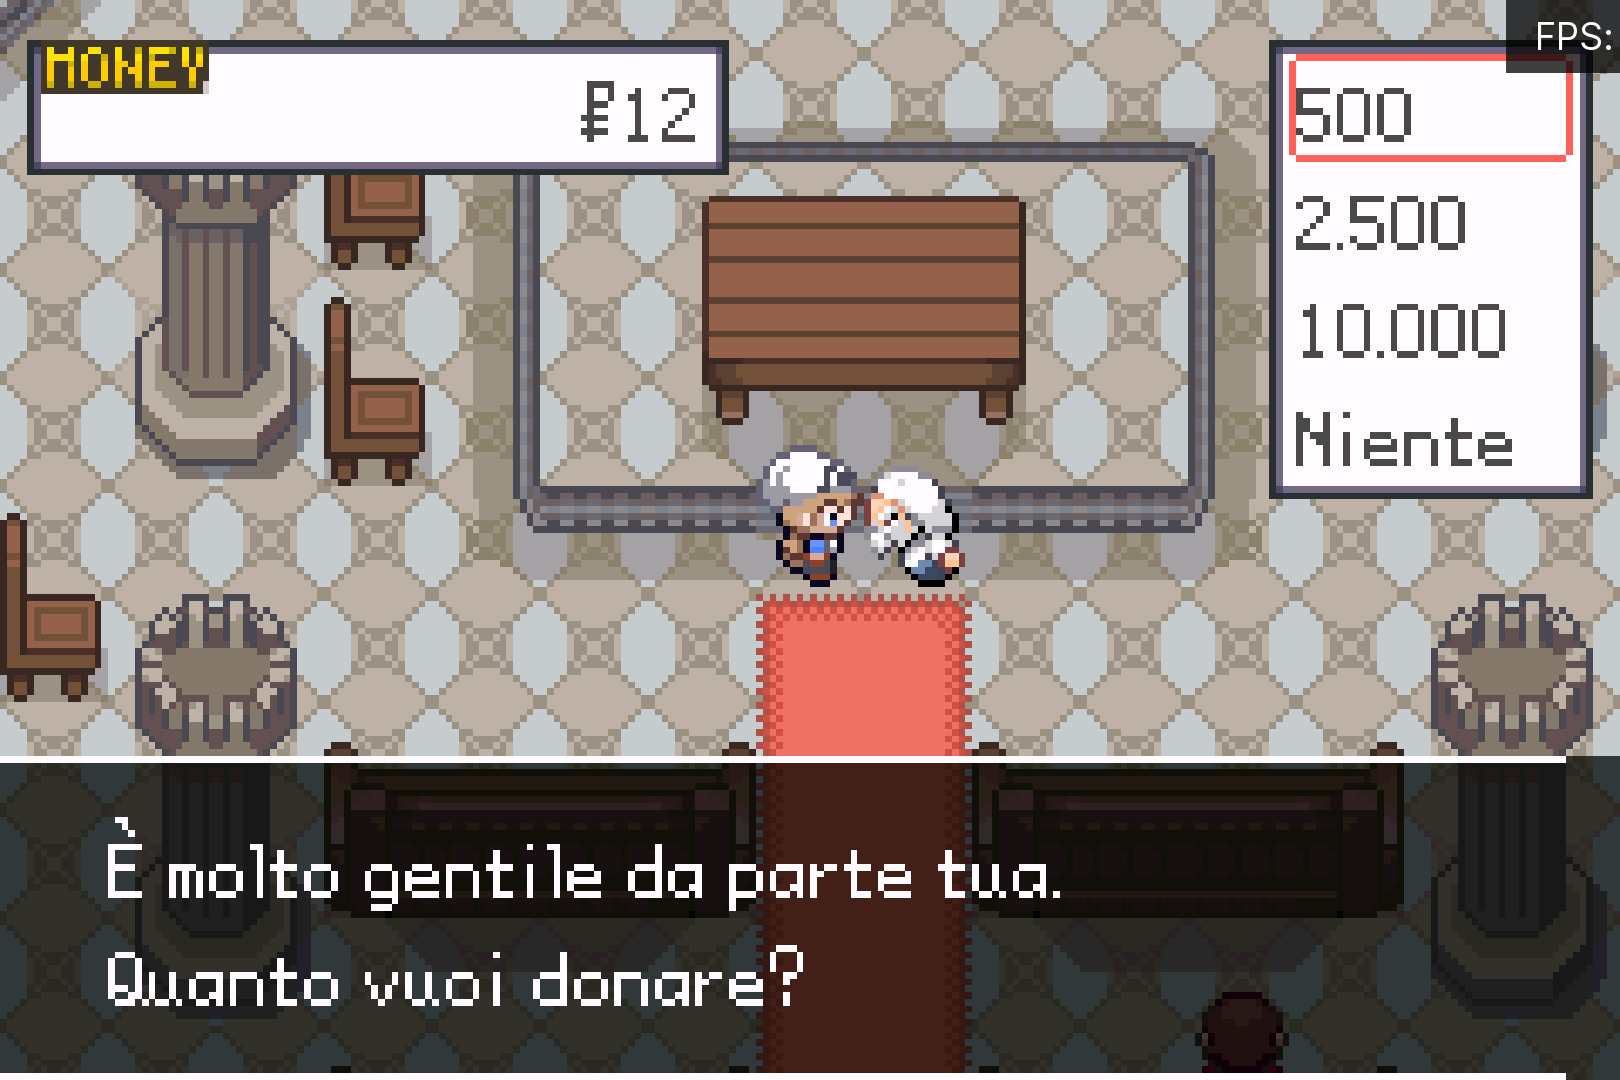 MONEY
₽12
FPS:
500
2.500
10.000
Niente
È molto gentile da parte tua.
Quanto vuoi donare?